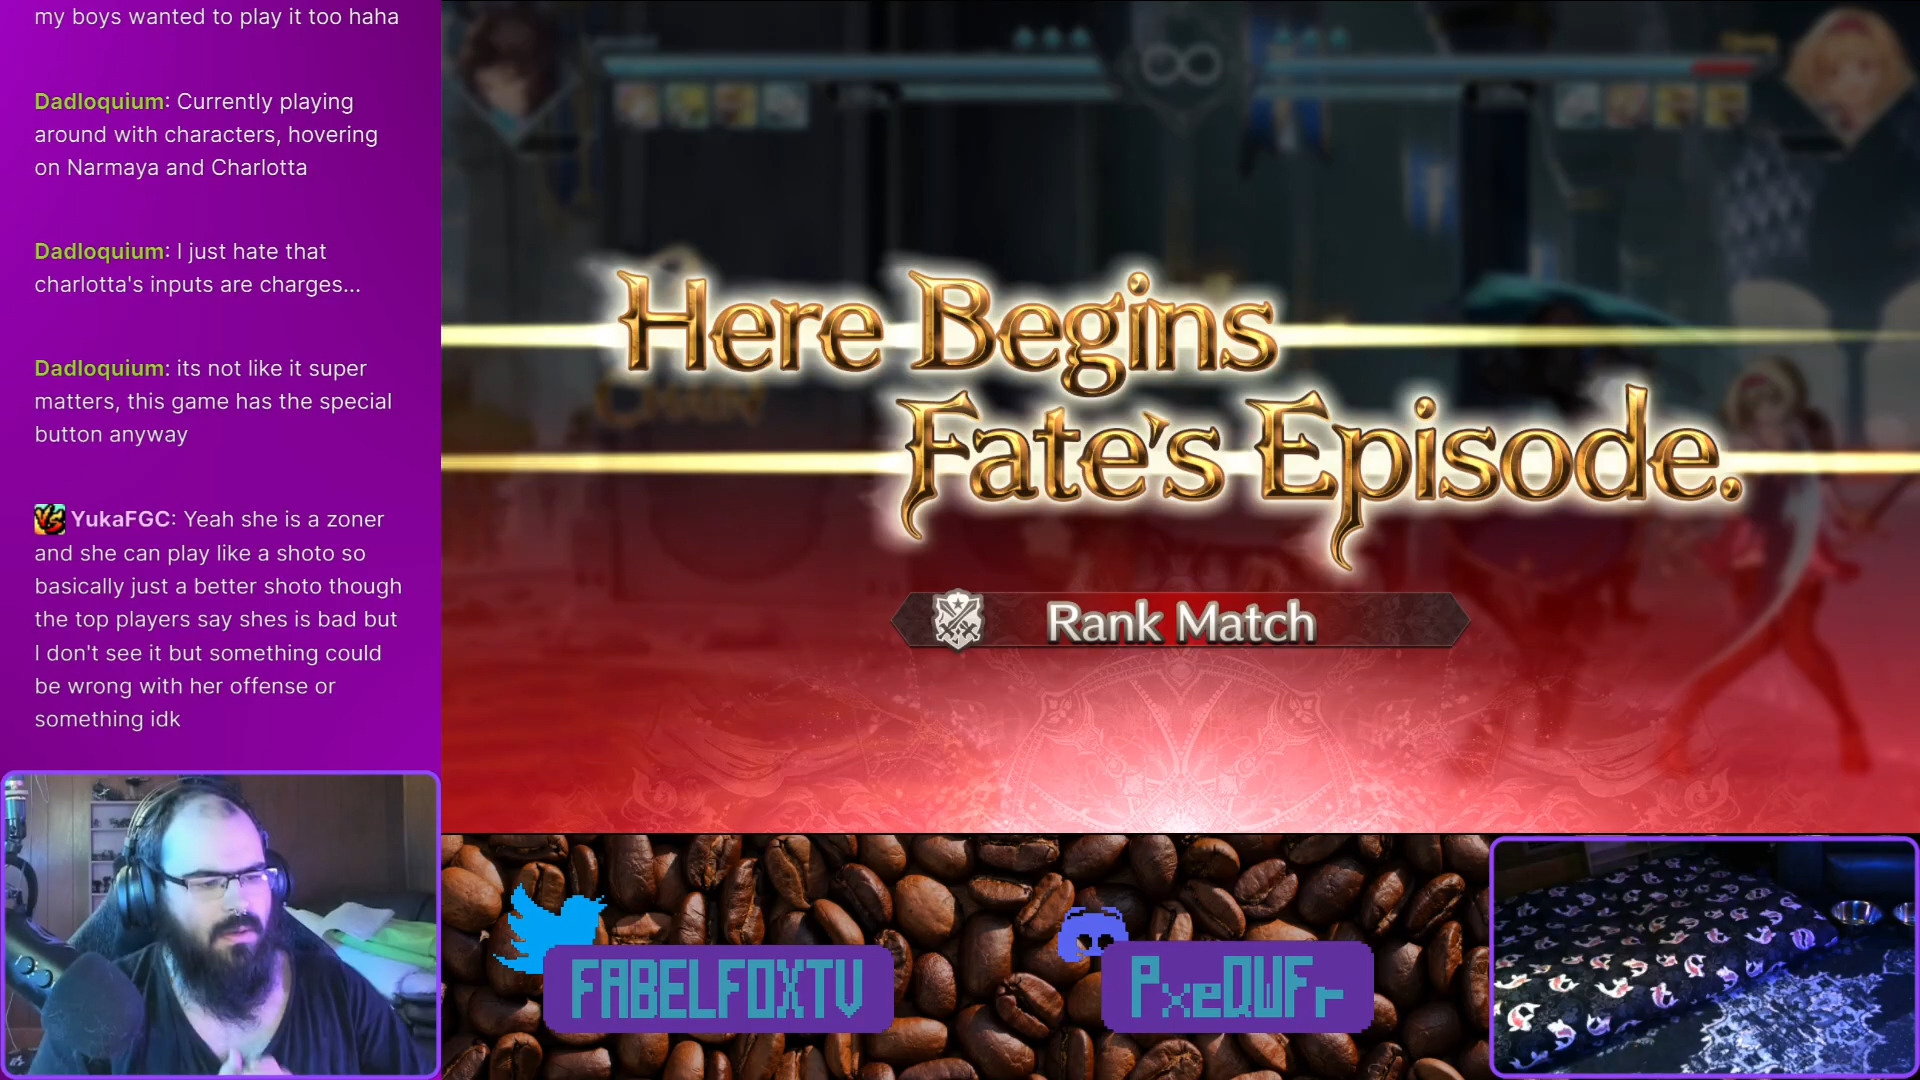 my boys wanted to play it too haha
Dadloquium: Currently playing
around with characters, hovering
on Narmaya and Charlotta
Dadloquium: I just hate that
charlotta's inputs are charges...
Dadloquium: its not like it super
matters, this game has the special
button anyway
YukaFGC: Yeah she is a zoner
and she can play like a shoto so
basically just a better shoto though
the top players say shes is bad but
I don't see it but something could
be wrong with her offense or
something idk
Here Begins
Fate's Episode.
Rank Match
FABELFOXTV
PxeQWFr